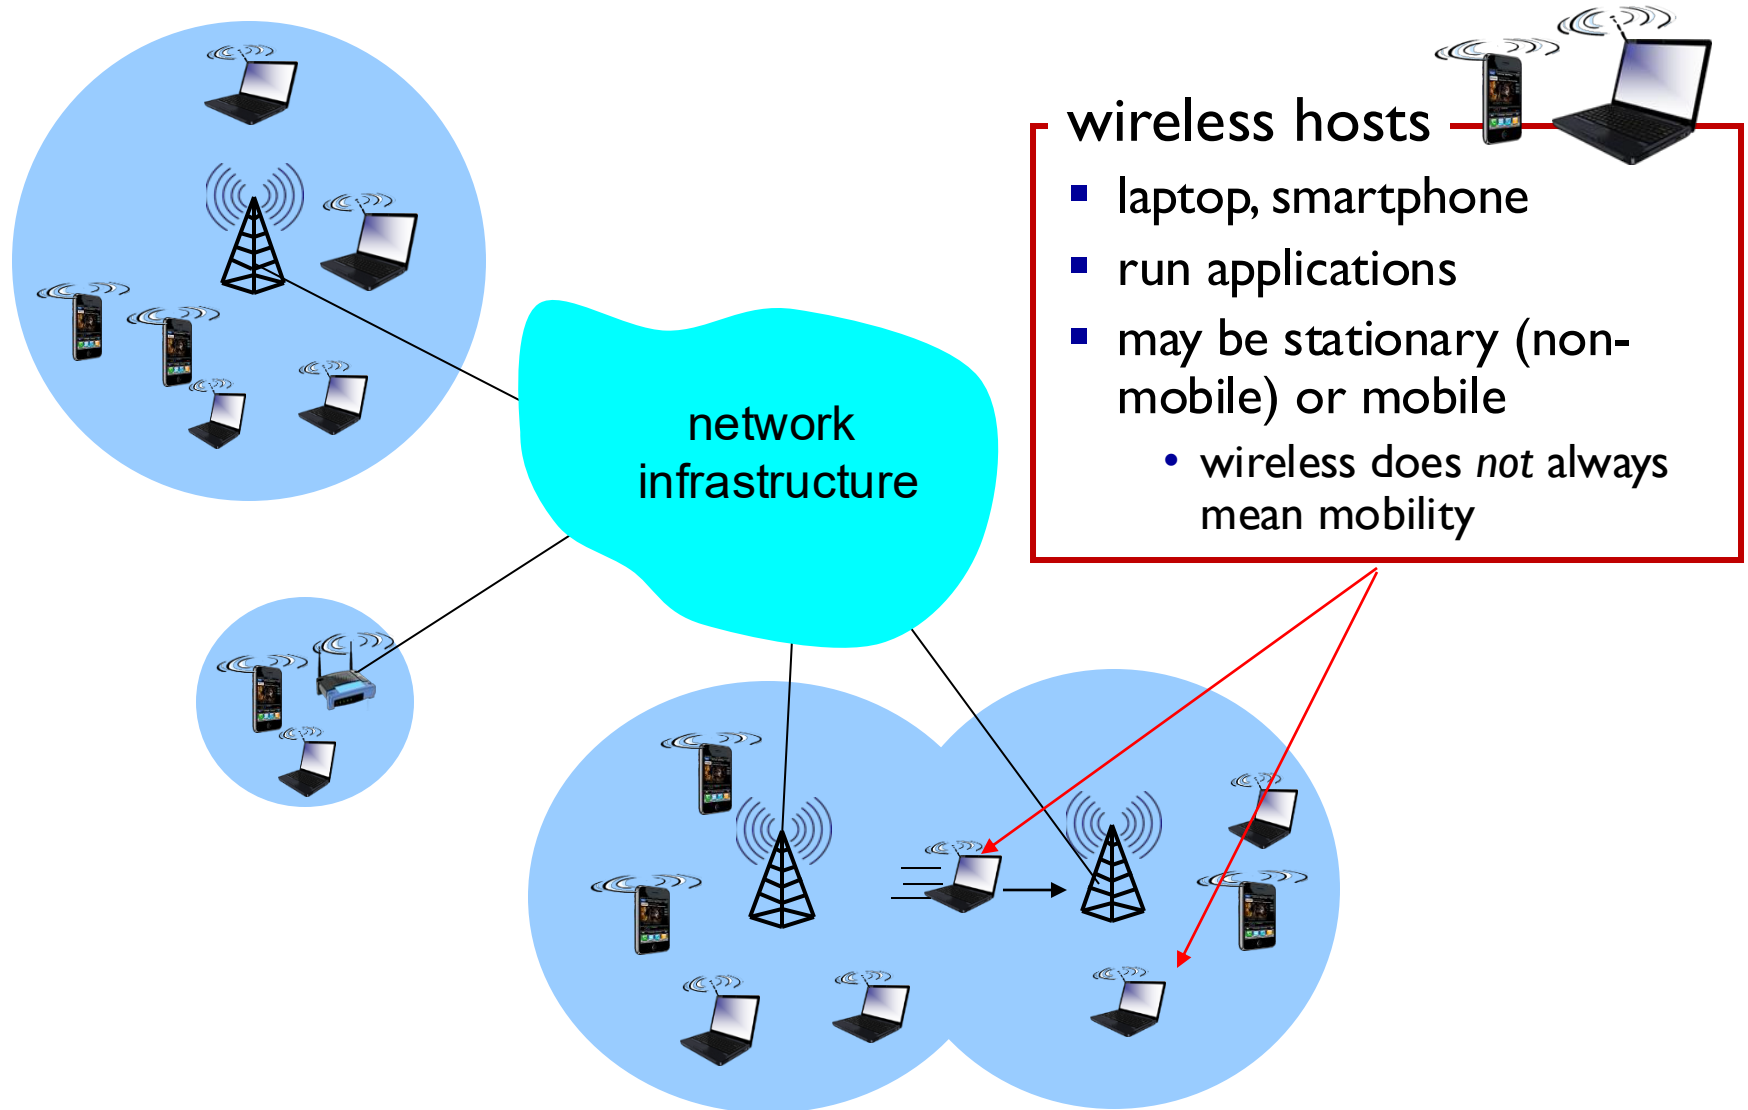 wireless hosts
laptop, smartphone
run applications
may be stationary (non-
mobile) or mobile
wireless does not always
mean mobility
network
infrastructure